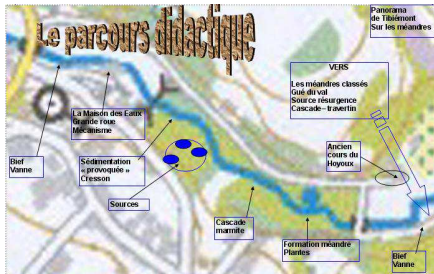 Le parcours didactique
Panorama
de Tibiémont
Sur les méandres
VERS
Les méandres classés
Gué du val
Source résurgence
Cascade – travertin
La Maison des Eaux
Grande roue
Mécanisme
Bief
Vanne
Sédimentation
« provoquée »
Cresson
Sources
Ancien
cours du
Hoyoux
Cascade
marmite
Formation méandre
Plantes
Bief
Vanne